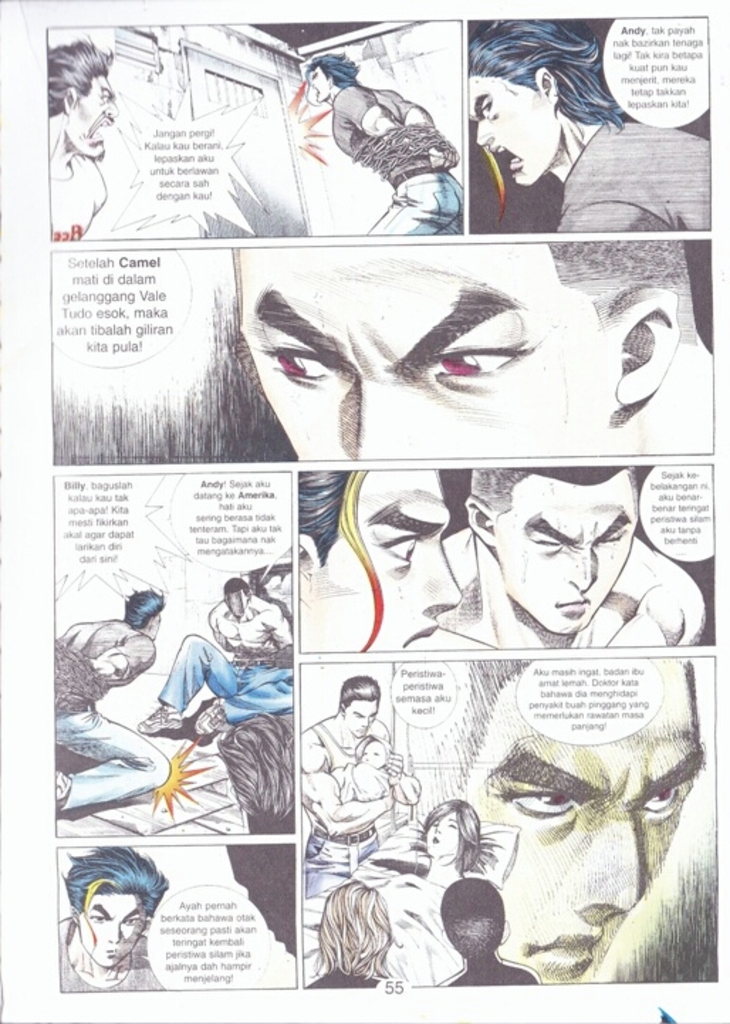 Jangan pergi!
Kalau kau berani,
lepaskan aku
untuk berlawan
secara sah
dengan kau!
Andy, tak payah
nak bazirkan tenaga
lagi! Tak kira betapa
kuat pun kau
menjerit, mereka
tetap takkan
lepaskan kita!
Setelah Camel
mati di dalam
gelanggang Vale
Tudo esok, maka
akan tibalah giliran
kita pula!
Billy, baguslah
kalau kau tak
apa-apa! Kita
mesti fikirkan
akal agar dapat
larikan diri
dari sini!
Andy! Sejak aku
datang ke Amerika,
hati aku
sering berasa tidak
tenteram. Tapi aku tak
tau bagaimana nak
mengatakannya...
Sejak ke-
belakangan ni,
aku benar-
benar teringat
peristiwa silam
aku tanpa
berhenti
....
Ayah pernah
berkata bahawa otak
seseorang pasti akan
teringat kembali
peristiwa silam jika
ajalnya dah hampir
menjelang!
Peristiwa-
peristiwa
semasa aku
kecil!
Aku masih ingat, badan ibu
amat lemah. Doktor kata
bahawa dia menghidapi
penyakit buah pinggang yang
memerlukan rawatan masa
panjang!
55